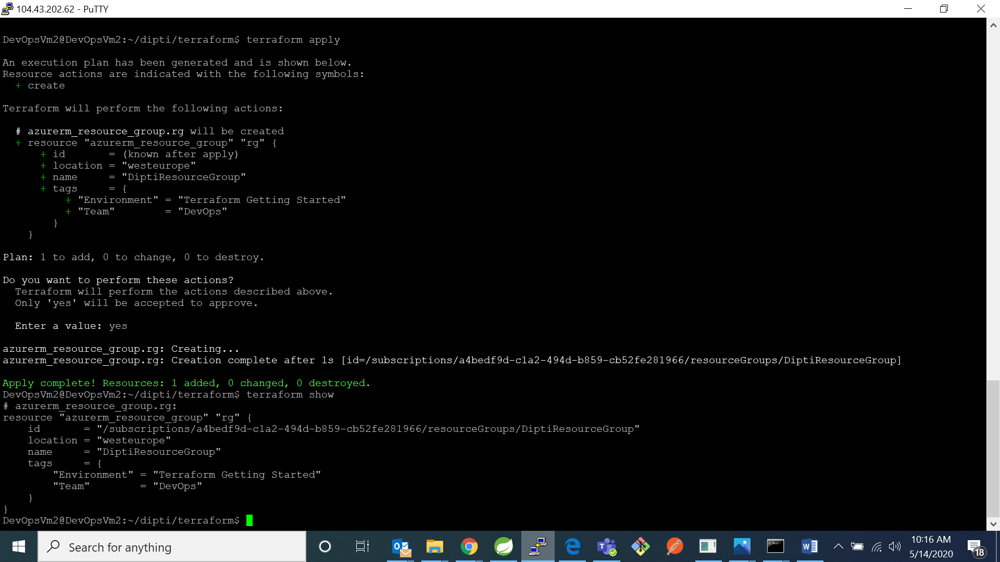 104.43.202.62 - PuTTY
DevOpsVm2@DevOpsVm2:~/dipti/terraform$ terraform apply
An execution plan has been generated and is shown below.
Resource actions are indicated with the following symbols:
  + create
Terraform will perform the following actions:
  # azurerm_resource_group.rg will be created
  + resource "azurerm_resource_group" "rg" {
      + id       = (known after apply)
      + location = "westeurope"
      + name     = "DiptiResourceGroup"
      + tags     = {
          + "Environment" = "Terraform Getting Started"
          + "Team"        = "DevOps"
        }
    }
Plan: 1 to add, 0 to change, 0 to destroy.
Do you want to perform these actions?
  Terraform will perform the actions described above.
  Only 'yes' will be accepted to approve.
  Enter a value: yes
azurerm_resource_group.rg: Creating...
azurerm_resource_group.rg: Creation complete after 1s [id=/subscriptions/a4bedf9d-c1a2-494d-b859-cb52fe281966/resourceGroups/DiptiResourceGroup]
Apply complete! Resources: 1 added, 0 changed, 0 destroyed.
DevOpsVm2@DevOpsVm2:~/dipti/terraform$ terraform show
# azurerm_resource_group.rg:
resource "azurerm_resource_group" "rg" {
    id       = "/subscriptions/a4bedf9d-c1a2-494d-b859-cb52fe281966/resourceGroups/DiptiResourceGroup"
    location = "westeurope"
    name     = "DiptiResourceGroup"
    tags     = {
        "Environment" = "Terraform Getting Started"
        "Team"        = "DevOps"
    }
}
DevOpsVm2@DevOpsVm2:~/dipti/terraform$
Search for anything
10:16 AM
5/14/2020
18